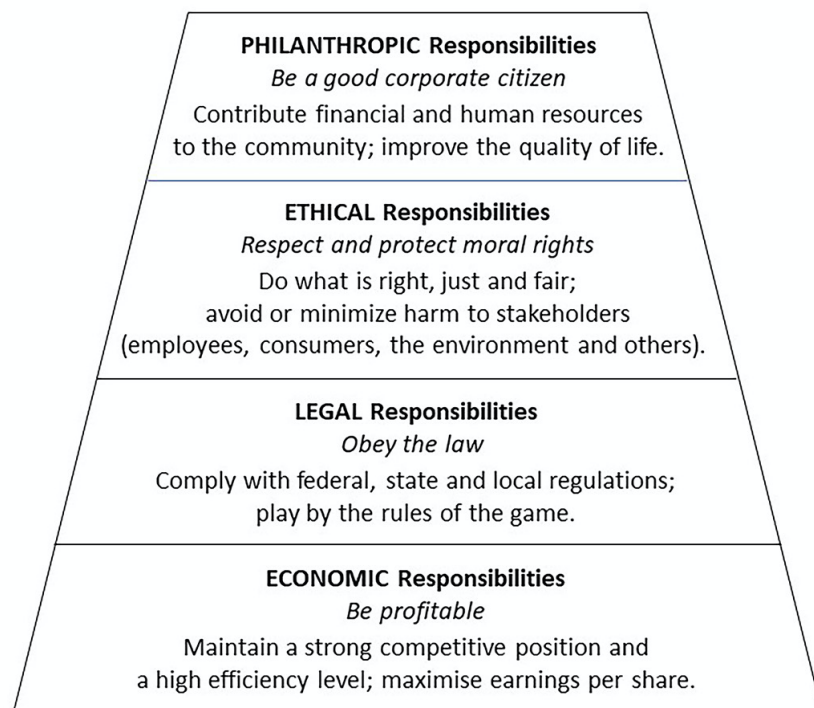 PHILANTHROPIC Responsibilities
Be a good corporate citizen
Contribute financial and human resources
to the community; improve the quality of life.
ETHICAL Responsibilities
Respect and protect moral rights
Do what is right, just and fair;
avoid or minimize harm to stakeholders
(employees, consumers, the environment and others).
LEGAL Responsibilities
Obey the law
Comply with federal, state and local regulations;
play by the rules of the game.
ECONOMIC Responsibilities
Be profitable
Maintain a strong competitive position and
a high efficiency level; maximise earnings per share.